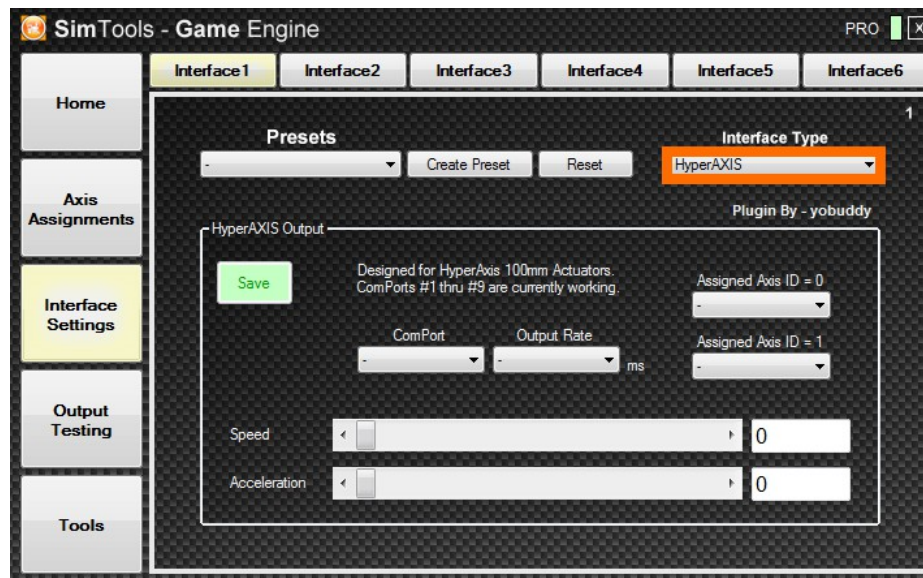 SimTools - Game Engine
PRO
X
Interface1
Interface2
Interface3
Interface4
Interface5
Interface6
Home
Axis
Assignments
Interface
Settings
Output
Testing
Tools
1
Presets
-
Create Preset
Reset
Interface Type
HyperAXIS
Plugin By - yobuddy
HyperAXIS Output
Save
Designed for HyperAxis 100mm Actuators.
ComPorts #1 thru #9 are currently working.
Assigned Axis ID = 0
-
ComPort
-
Output Rate
-
ms
Assigned Axis ID = 1
-
Speed
0
Acceleration
0